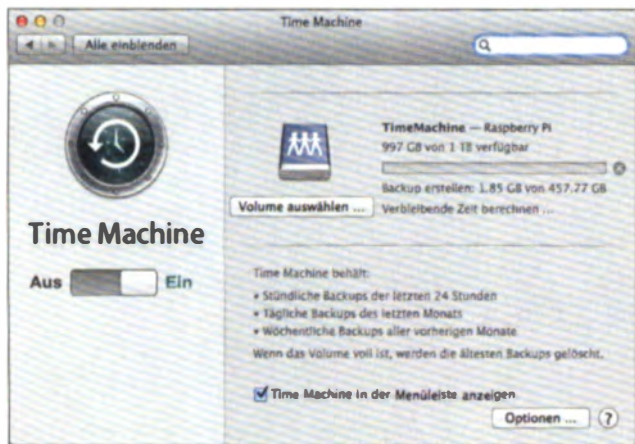 Time Machine
Alle einblenden
TimeMachine — Raspberry Pi
997 GB von 1 TB verfügbar
Backup erstellen: 1.85 GB von 457.77 GB
Volume auswählen ...
Verbleibende Zeit berechnen ...
Time Machine
Aus Ein
Time Machine behält:
• Stündliche Backups der letzten 24 Stunden
• Tägliche Backups des letzten Monats
• Wöchentliche Backups aller vorherigen Monate
Wenn das Volume voll ist, werden die ältesten Backups gelöscht.
Time Machine in der Menüleiste anzeigen
Optionen ... ?